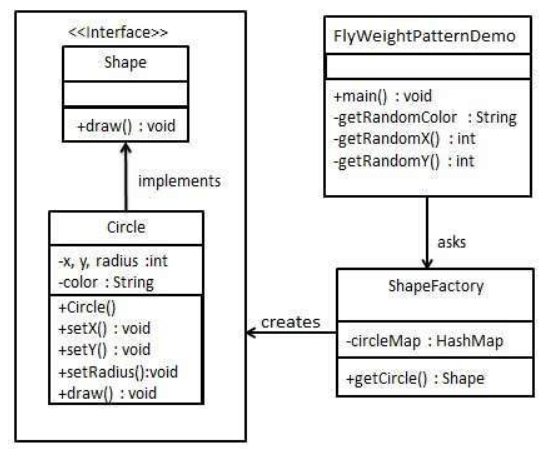 <<Interface>>
Shape
+draw() : void
implements
Circle
-x, y, radius :int
-color : String
+Circle()
+setX() : void
+setY() : void
+setRadius():void
+draw() : void
FlyWeightPatternDemo
+main() : void
-getRandomColor : String
-getRandomX() : int
-getRandomY() : int
asks
ShapeFactory
-circleMap : HashMap
+getCircle() : Shape
creates